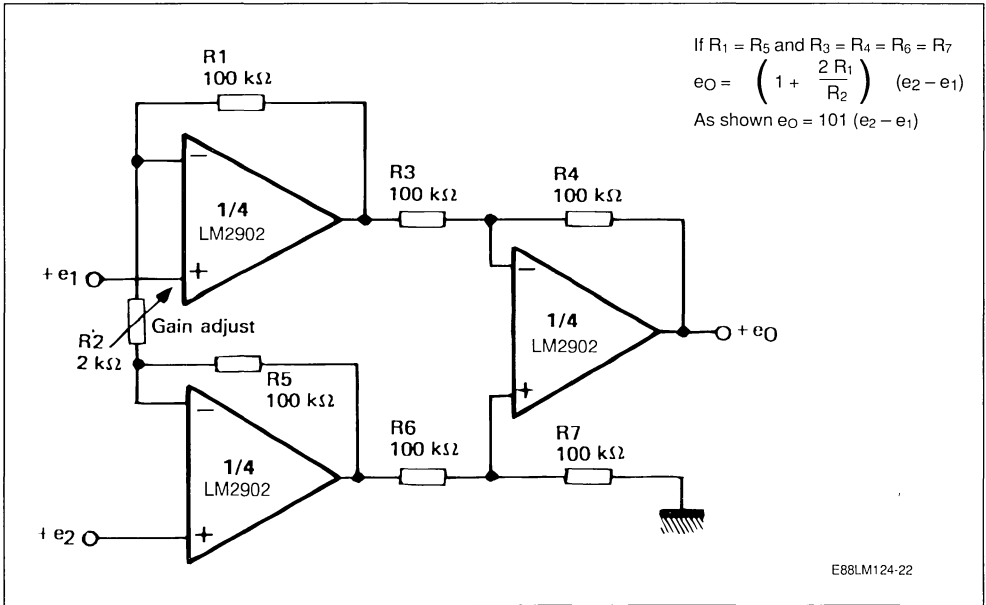 R1
100 kΩ
If R₁ = R₅ and R₃ = R₄ = R₆ = R₇
eO = ( 1 + 2 R₁ / R₂ ) (e₂ – e₁)
As shown eO = 101 (e₂ – e₁)
–
1/4
LM2902
+
+ e1
R3
100 kΩ
R4
100 kΩ
R2
2 kΩ
Gain adjust
–
1/4
LM2902
+
+ eO
R5
100 kΩ
–
1/4
LM2902
+
+ e2
R6
100 kΩ
R7
100 kΩ
E88LM124-22